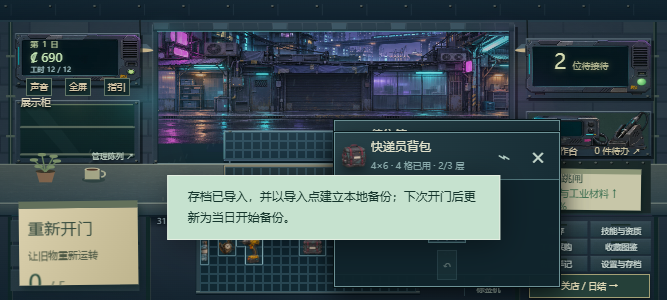 第 1 日
₡ 690
工时 12 / 12
声音
全屏
指引
展示柜
管理陈列 ↗
2 位待接待
快递员背包
4×6 · 4 格已用 · 2/3 层
作台
0 件待办 ↗
与工业材料↑
存档已导入，并以导入点建立本地备份；下次开门后更
新为当日开始备份。
重新开门
让旧物重新运转
31
技能与资质
收音图鉴
设置与存档
关店 / 日结 →